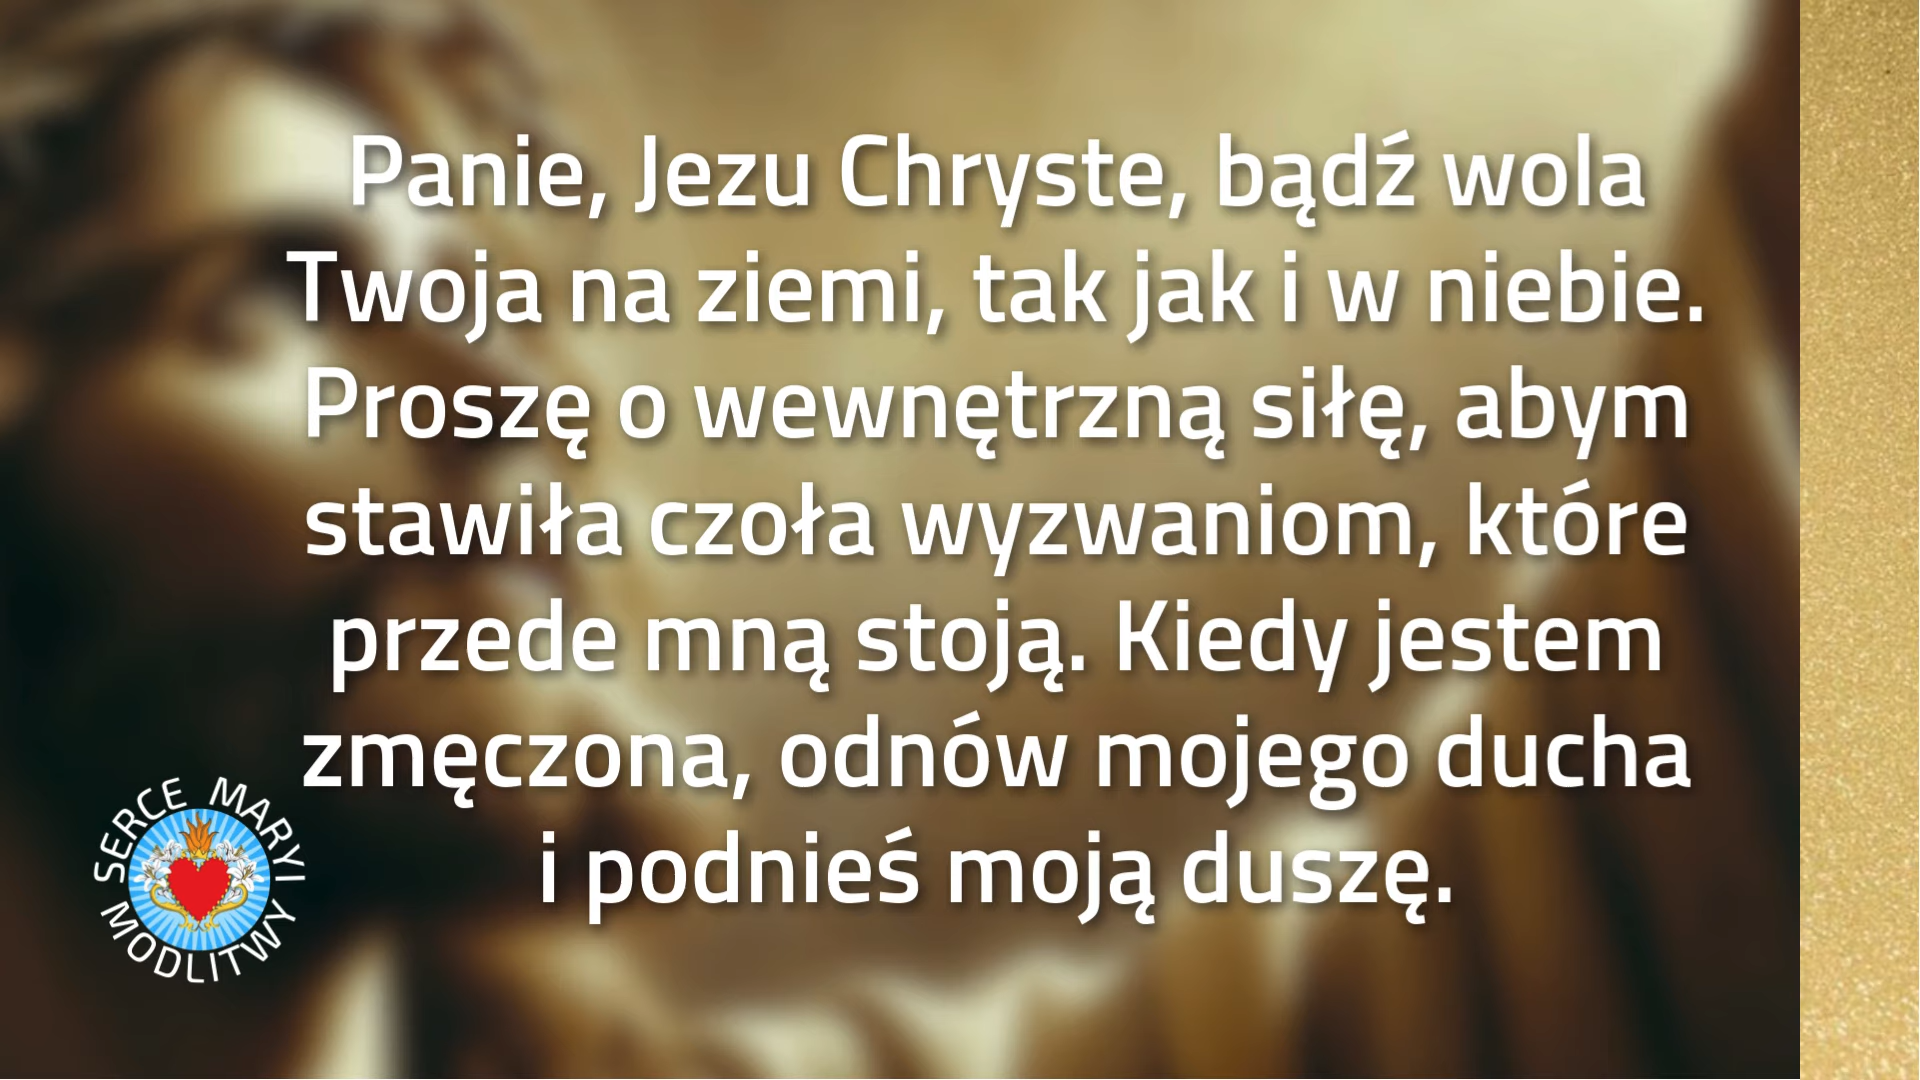 Panie, Jezu Chryste, bądź wola
Twoja na ziemi, tak jak i w niebie.
Proszę o wewnętrzną siłę, abym
stawiła czoła wyzwaniom, które
przede mną stoją. Kiedy jestem
zmęczona, odnów mojego ducha
i podnieś moją duszę.
SERCE MARYI
MODLITWY